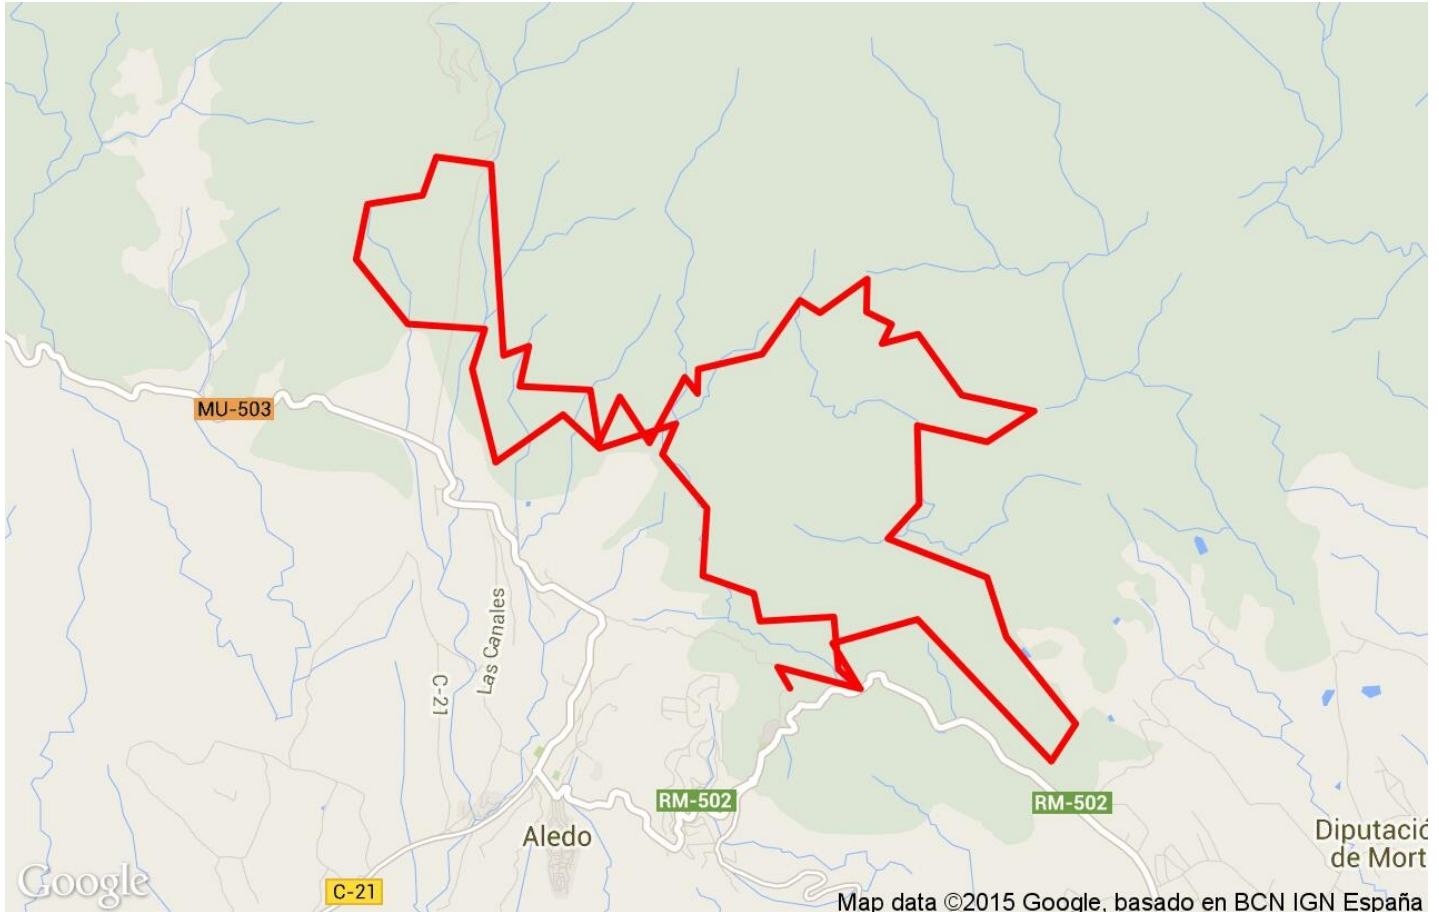 MU-503
Las Canales
C-21
RM-502
RM-502
Aledo
Diputació
de Mort
Google
C-21
Map data ©2015 Google, basado en BCN IGN España